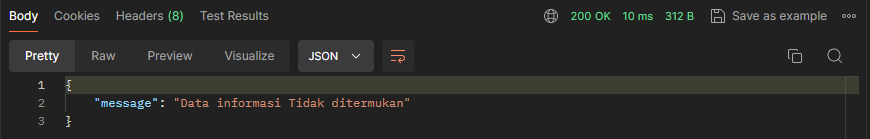 Body Cookies Headers (8) Test Results 200 OK 10 ms 312 B Save as example
Pretty Raw Preview Visualize JSON
1 {
2 "message": "Data informasi Tidak ditermukan"
3 }